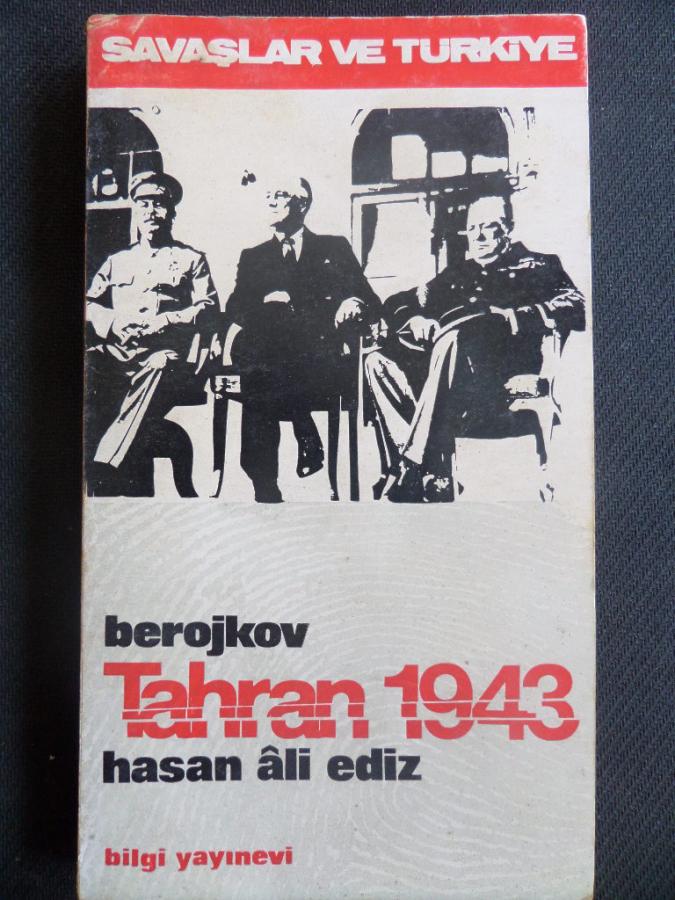 SAVAŞLAR VE TÜRKİYE
berojkov
Tahran 1943
hasan âli ediz
bilgi yayınevi